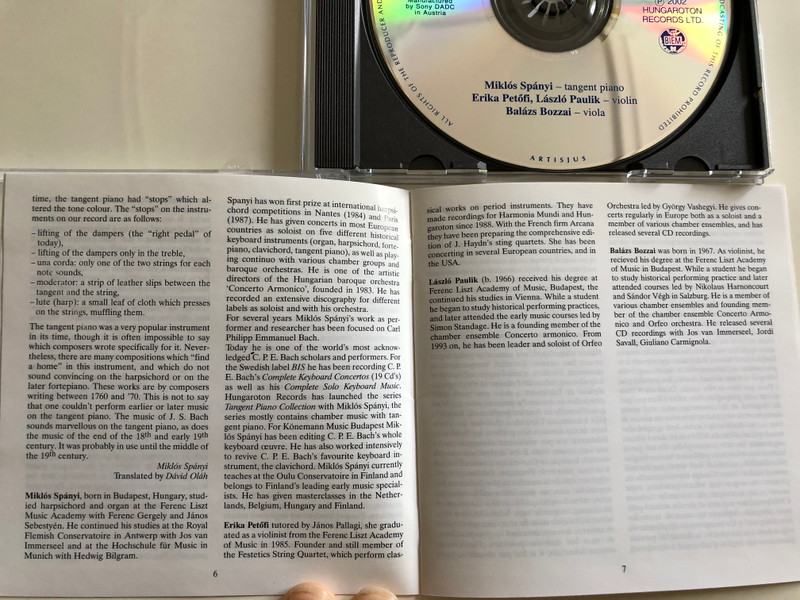 ALL RIGHTS OF THE REPRODUCER AND
Manufactured
by Sony DADC
in Austria
℗ 2002
HUNGAROTON
RECORDS LTD.
BIEM
DCASTING OF THIS RECORD PROHIBITED
Miklós Spányi – tangent piano
Erika Petőfi, László Paulik – violin
Balázs Bozzai – viola
ARTISJUS
time, the tangent piano had “stops” which al-
tered the tone colour. The “stops” on the instru-
ments on our record are as follows:
– lifting of the dampers (the “right pedal” of
today),
– lifting of the dampers only in the treble,
– una corda: only one of the two strings for each
note sounds,
– moderator: a strip of leather slips between the
tangent and the string,
– lute (harp): a small leaf of cloth which presses
on the strings, muffling them.
The tangent piano was a very popular instrument
in its time, though it is often impossible to say
which composers wrote specifically for it. Never-
theless, there are many compositions which “find
a home” in this instrument, and which do not
sound convincing on the harpsichord or on the
later fortepiano. These works are by composers
writing between 1760 and ’70. This is not to say
that one couldn’t perform earlier or later music
on the tangent piano. The music of J. S. Bach
sounds marvellous on the tangent piano, as does
the music of the end of the 18th and early 19th
century. It was probably in use until the middle of
the 19th century.
Miklós Spányi
Translated by Dávid Oláh
Miklós Spányi, born in Budapest, Hungary, stud-
ied harpsichord and organ at the Ferenc Liszt
Music Academy with Ferenc Gergely and János
Sebestyén. He continued his studies at the Royal
Flemish Conservatoire in Antwerp with Jos van
Immerseel and at the Hochschule für Music in
Munich with Hedwig Bilgram.
6
Spanyi has won first prize at international harpsi-
chord competitions in Nantes (1984) and Paris
(1987). He has given concerts in most European
countries as soloist on five different historical
keyboard instruments (organ, harpsichord, forte-
piano, clavichord, tangent piano), as well as play-
ing continuo with various chamber groups and
baroque orchestras. He is one of the artistic
directors of the Hungarian baroque orchestra
‘Concerto Armonico’, founded in 1983. He has
recorded an extensive discography for different
labels as soloist and with his orchestra.
For several years Miklós Spányi’s work as per-
former and researcher has been focused on Carl
Philipp Emmanuel Bach.
Today he is one of the world’s most acknow-
ledged C. P. E. Bach scholars and performers. For
the Swedish label BIS he has been recording C. P.
E. Bach’s Complete Keyboard Concertos (19 Cd’s)
as well as his Complete Solo Keyboard Music.
Hungaroton Records has launched the series
Tangent Piano Collection with Miklós Spányi, the
series mostly contains chamber music with tan-
gent piano. For Könemann Music Budapest Mik-
lós Spányi has been editing C. P. E. Bach’s whole
keyboard œuvre. He has also worked intensively
to revive C. P. E. Bach’s favourite keyboard in-
strument, the clavichord. Miklós Spányi currently
teaches at the Oulu Conservatoire in Finland and
belongs to Finland’s leading early music special-
ists. He has given masterclasses in the Nether-
lands, Belgium, Hungary and Finland.
Erika Petőfi tutored by János Pallagi, she gradu-
ated as a violinist from the Ferenc Liszt Academy
of Music in 1985. Founder and still member of
the Festetics String Quartet, which perform clas-
sical works on period instruments. They have
made recordings for Harmonia Mundi and Hun-
garoton since 1988. With the French firm Arcana
they have been preparing the comprehensive edi-
tion of J. Haydn’s sting quartets. She has been
concerting in several European countries, and in
the USA.
László Paulik (b. 1966) received his degree at
Ferenc Liszt Academy of Music, Budapest, the
continued his studies in Vienna. While a student
he began to study historical performing practices,
and later attended the early music courses led by
Simon Standage. He is a founding member of the
chamber ensemble Concerto armonico. From
1993 on, he has been leader and soloist of Orfeo
Orchestra led by György Vashegyi. He gives con-
certs regularly in Europe both as a soloist and a
member of various chamber ensembles, and has
released several CD recordings.
Balázs Bozzai was born in 1967. As violinist, he
recieved his degree at the Ferenc Liszt Academy
of Music in Budapest. While a student he began
to study historical performing practice and later
attended courses led by Nikolaus Harnoncourt
and Sándor Végh in Salzburg. He is a member of
various chamber ensembles and founding mem-
ber of the chamber ensemble Concerto Armo-
nico and Orfeo orchestra. He released several
CD recordings with Jos van Immerseel, Jordi
Savall, Giuliano Carmignola.
7